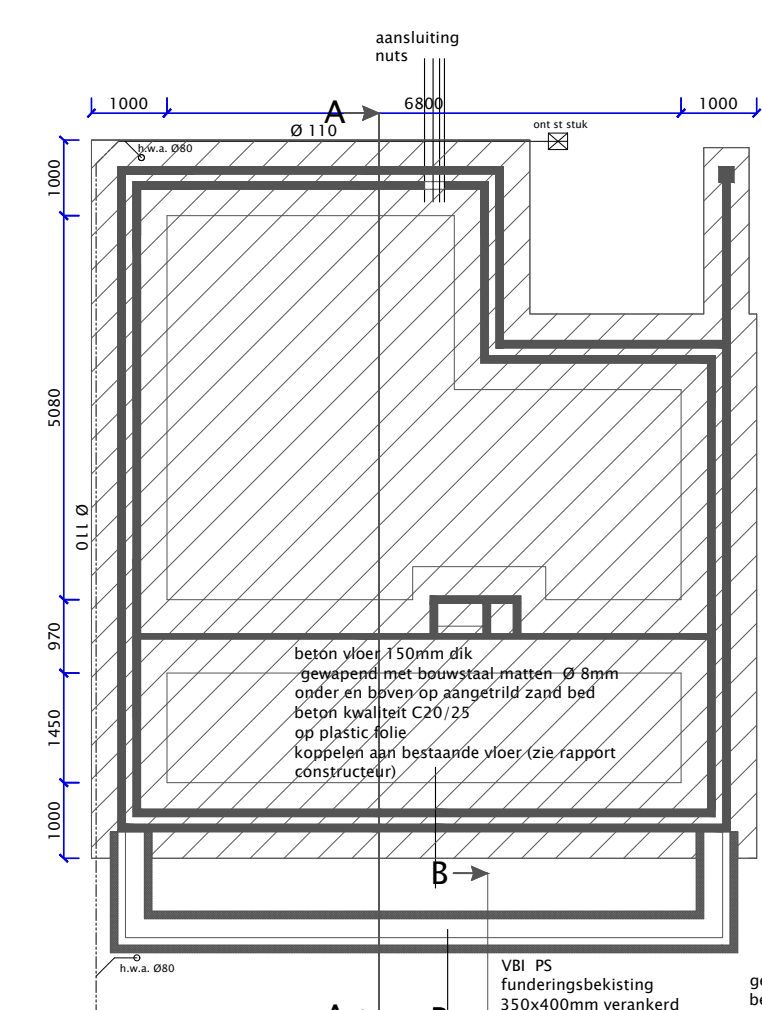 aansluiting
nuts
1000
A
6800
1000
ont st stuk
Ø 110
h.w.a. Ø80
1000
5080
Ø 110
970
beton vloer 150mm dik
gewapend met bouwstaal matten Ø 8mm
onder en boven op aangetrild zand bed
beton kwaliteit C20/25
1450
op plastic folie
koppelen aan bestaande vloer (zie rapport
constructeur)
1000
B
h.w.a. Ø80
VBI PS
funderingsbekisting
350x400mm verankerd